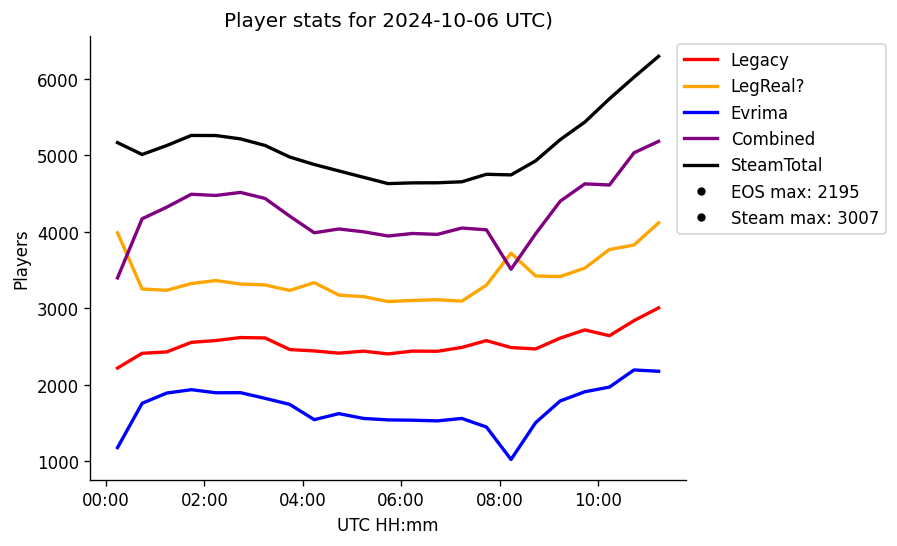 Player stats for 2024-10-06 UTC)
Players
6000
5000
4000
3000
2000
1000
00:00 02:00 04:00 06:00 08:00 10:00
UTC HH:mm
Legacy
LegReal?
Evrima
Combined
SteamTotal
EOS max: 2195
Steam max: 3007